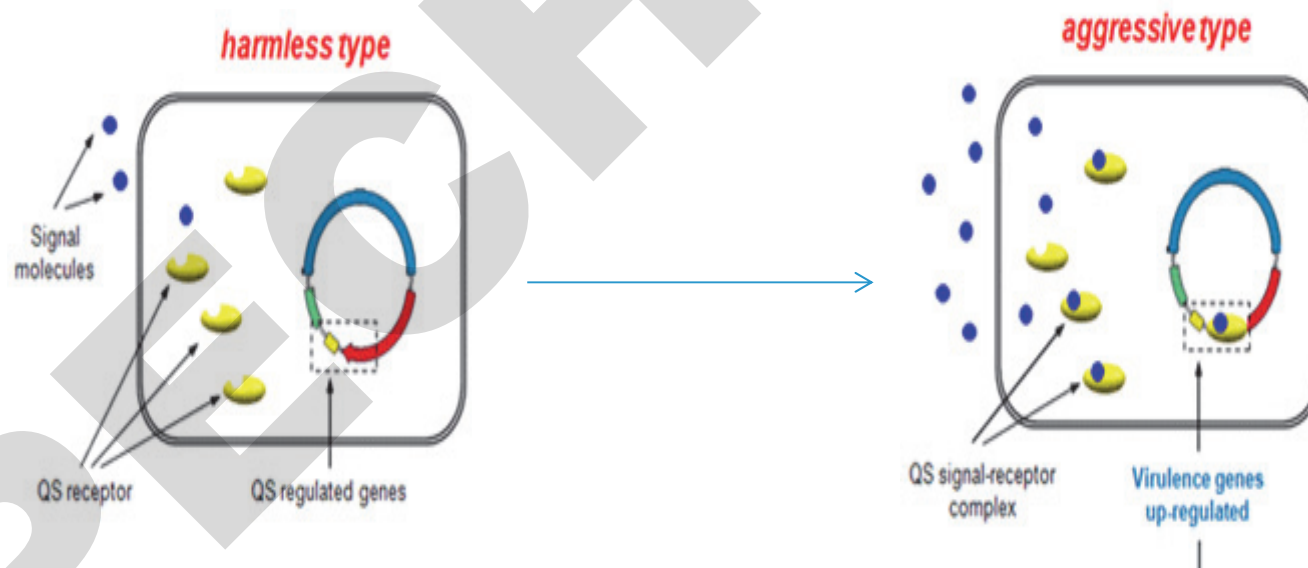 harmless type
aggressive type
Signal
molecules
QS receptor
QS regulated genes
QS signal-receptor
complex
Virulence genes
up-regulated